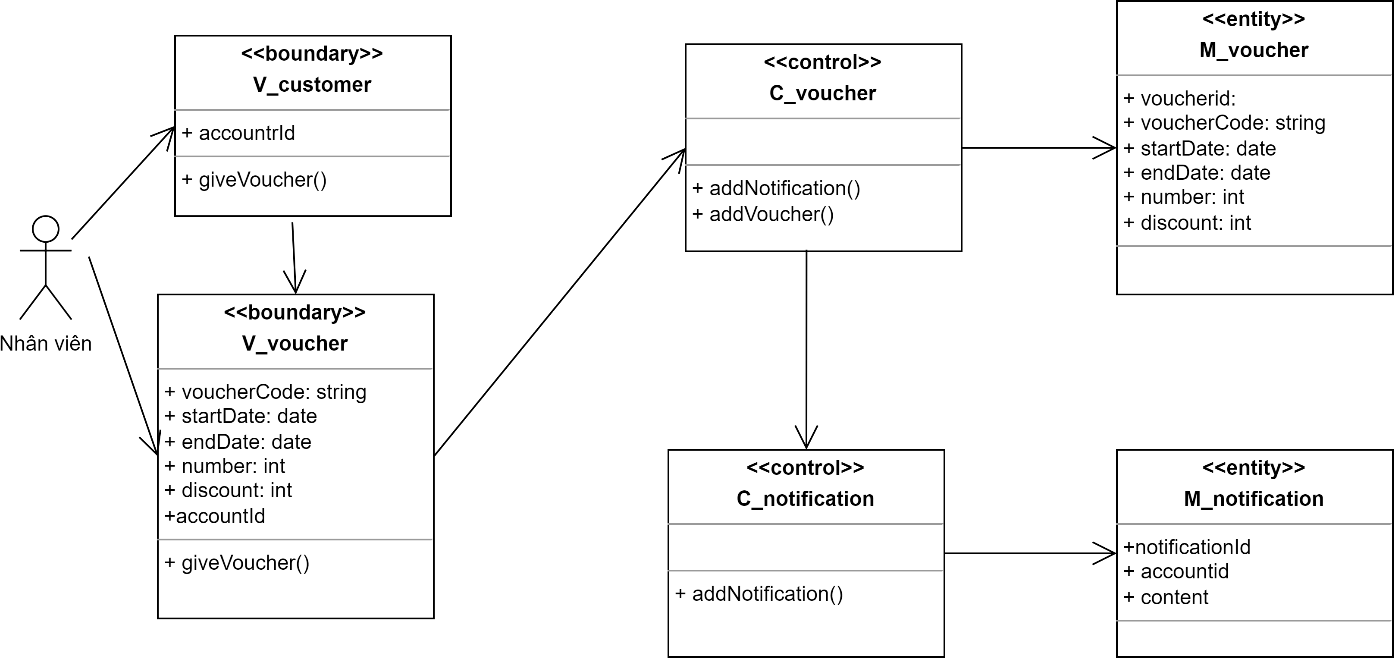 <<boundary>>
V_customer
+ accountrId
+ giveVoucher()
Nhân viên
<<boundary>>
V_voucher
+ voucherCode: string
+ startDate: date
+ endDate: date
+ number: int
+ discount: int
+accountId
+ giveVoucher()
<<control>>
C_voucher
+ addNotification()
+ addVoucher()
<<entity>>
M_voucher
+ voucherid:
+ voucherCode: string
+ startDate: date
+ endDate: date
+ number: int
+ discount: int
<<control>>
C_notification
+ addNotification()
<<entity>>
M_notification
+notificationId
+ accountid
+ content